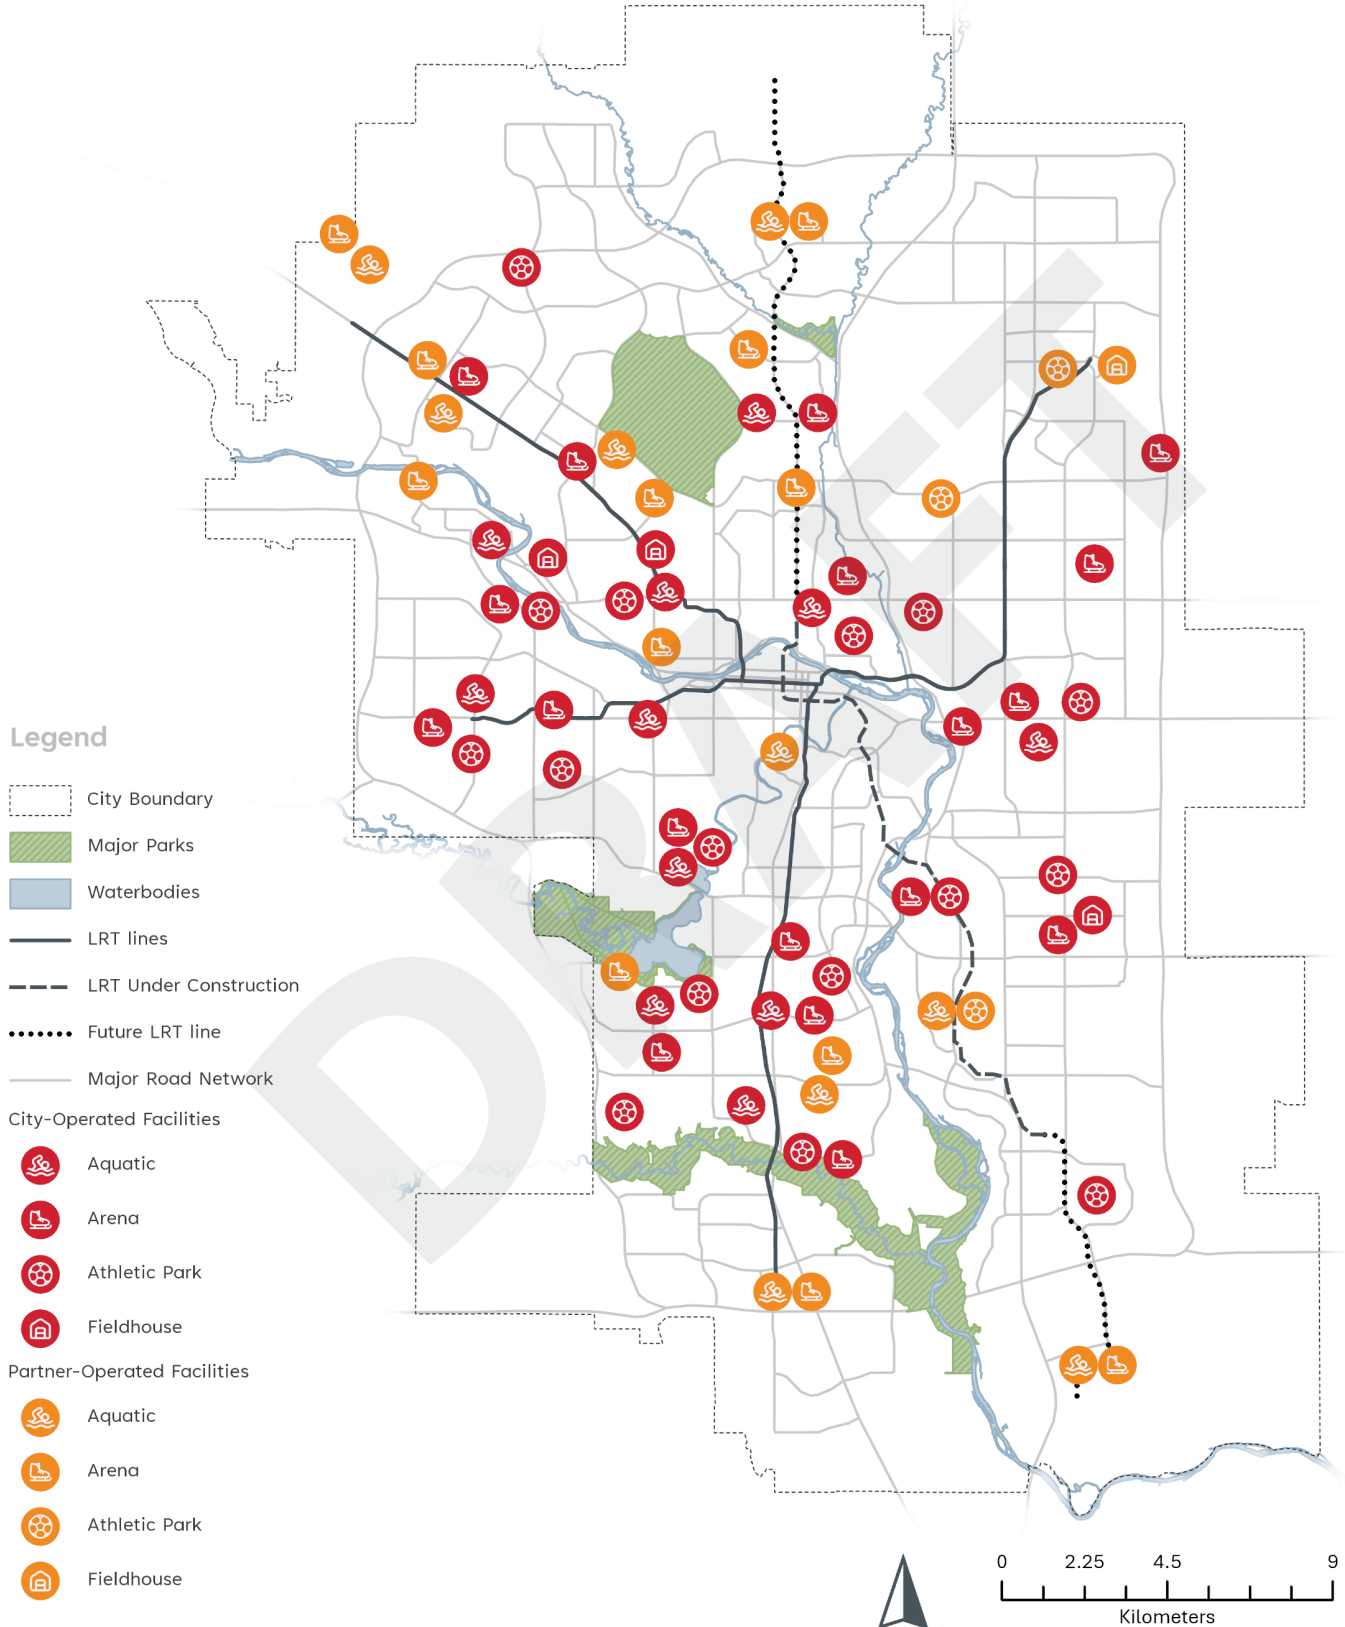 DRAFT
Legend
City Boundary
Major Parks
Waterbodies
LRT lines
LRT Under Construction
Future LRT line
Major Road Network
City-Operated Facilities
Aquatic
Arena
Athletic Park
Fieldhouse
Partner-Operated Facilities
Aquatic
Arena
Athletic Park
Fieldhouse
0 2.25 4.5 9
Kilometers